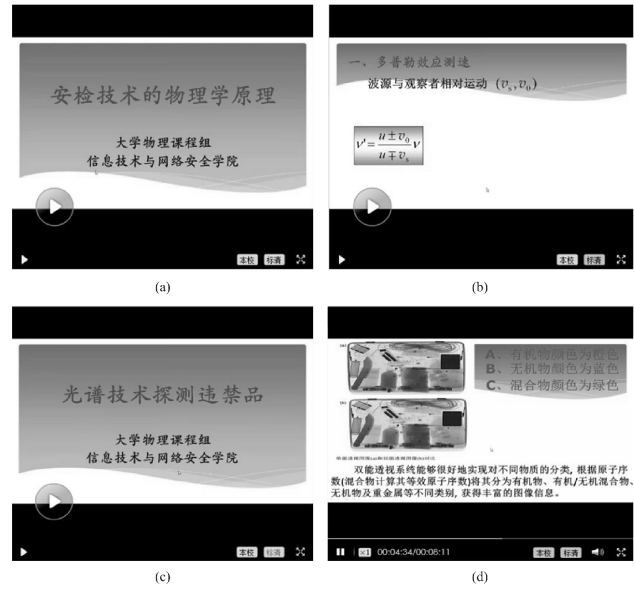 安检技术的物理学原理
大学物理课程组
信息技术与网络安全学院
本校 标清
(a)
一、多普勒效应测速
波源与观察者相对运动 (vs,v0)
ν'= u±v0 / u∓vs ν
本校 标清
(b)
光谱技术探测违禁品
大学物理课程组
信息技术与网络安全学院
本校 标清
(c)
A、有机物颜色为橙色
B、无机物颜色为蓝色
C、混合物颜色为绿色
双能透视系统能够很好地实现对不同物质的分类, 根据原子序
数(混合物计算其等效原子序数)将其分为有机物、有机/无机混合物、
无机物及重金属等不同类别, 获得丰富的图像信息。
×1 00:04:34/00:06:11 本校 标清
(d)